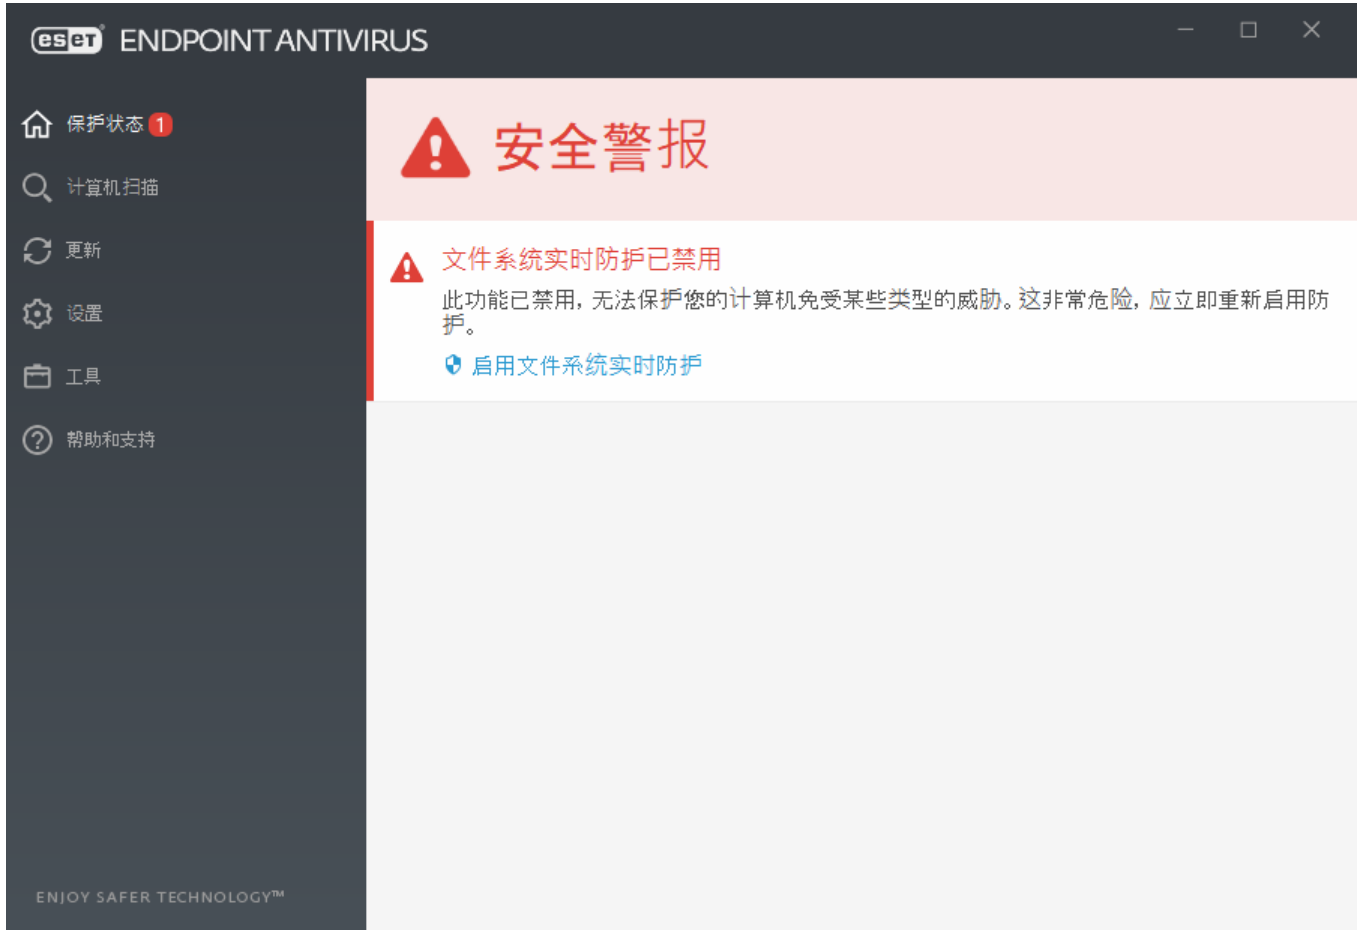 eset ENDPOINT ANTIVIRUS
保护状态 1
计算机扫描
更新
设置
工具
帮助和支持
ENJOY SAFER TECHNOLOGY™
安全警报
文件系统实时防护已禁用
此功能已禁用, 无法保护您的计算机免受某些类型的威胁。这非常危险, 应立即重新启用防
护。
启用文件系统实时防护